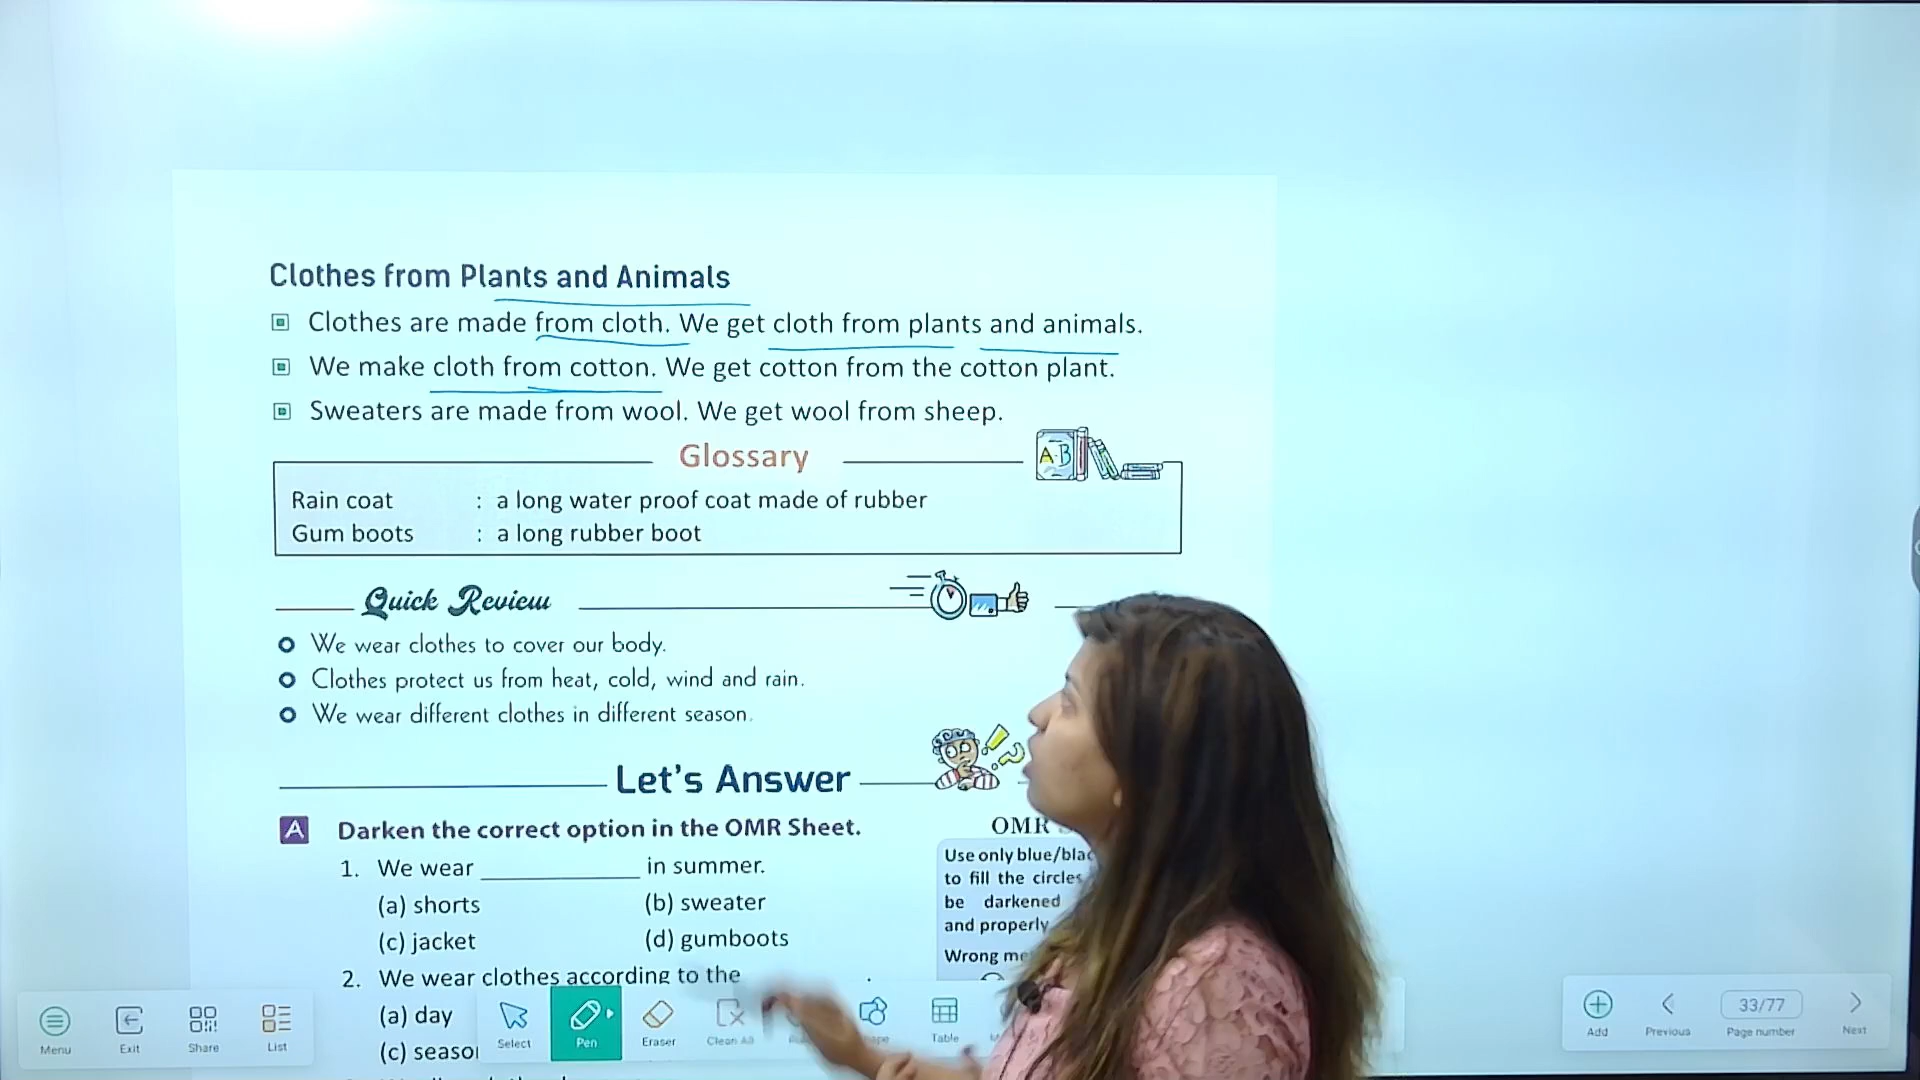 Clothes from Plants and Animals
Clothes are made from cloth. We get cloth from plants and animals.
We make cloth from cotton. We get cotton from the cotton plant.
Sweaters are made from wool. We get wool from sheep.
Glossary
A-B
Rain coat : a long water proof coat made of rubber
Gum boots : a long rubber boot
Quick Review
We wear clothes to cover our body.
Clothes protect us from heat, cold, wind and rain.
We wear different clothes in different season.
Let's Answer
A Darken the correct option in the OMR Sheet.
1. We wear ____________ in summer.
(a) shorts (b) sweater
(c) jacket (d) gumboots
2. We wear clothes according to the
(a) day
(c)
OMR
Use only blue/
to fill the circles
be darkened
and properly
Wrong
Menu Exit Share List Select Pen Eraser Clean All Table Add Previous Page number Next
33/77